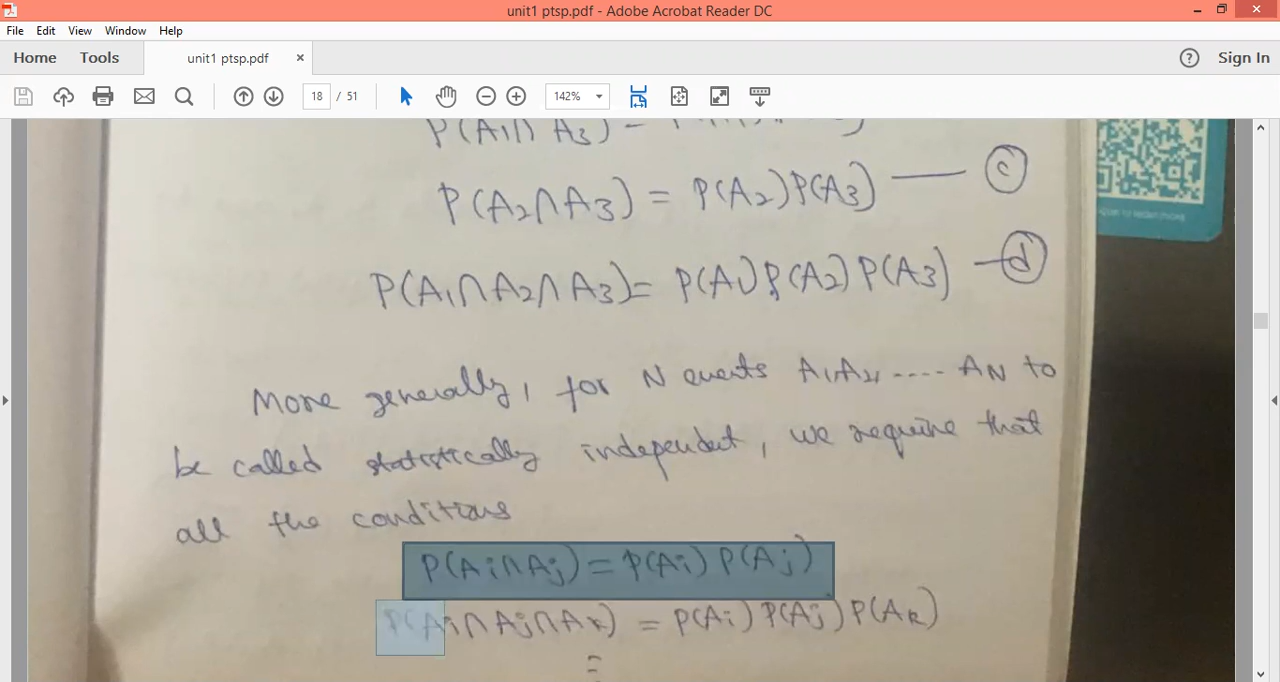 unit1 ptsp.pdf - Adobe Acrobat Reader DC
File Edit View Window Help
Home Tools unit1 ptsp.pdf × Sign In
18 / 51 142%
P(A1∩A3) =
P(A2∩A3) = P(A2)P(A3) — c
P(A1∩A2∩A3) = P(A1)P(A2)P(A3) — d
More generally, for N events A1A2, .... AN to
be called statistically independent, we require that
all the conditions
P(Ai∩Aj) = P(Ai) P(Aj)
P(Ai∩Aj∩Ak) = P(Ai) P(Aj) P(Ak)